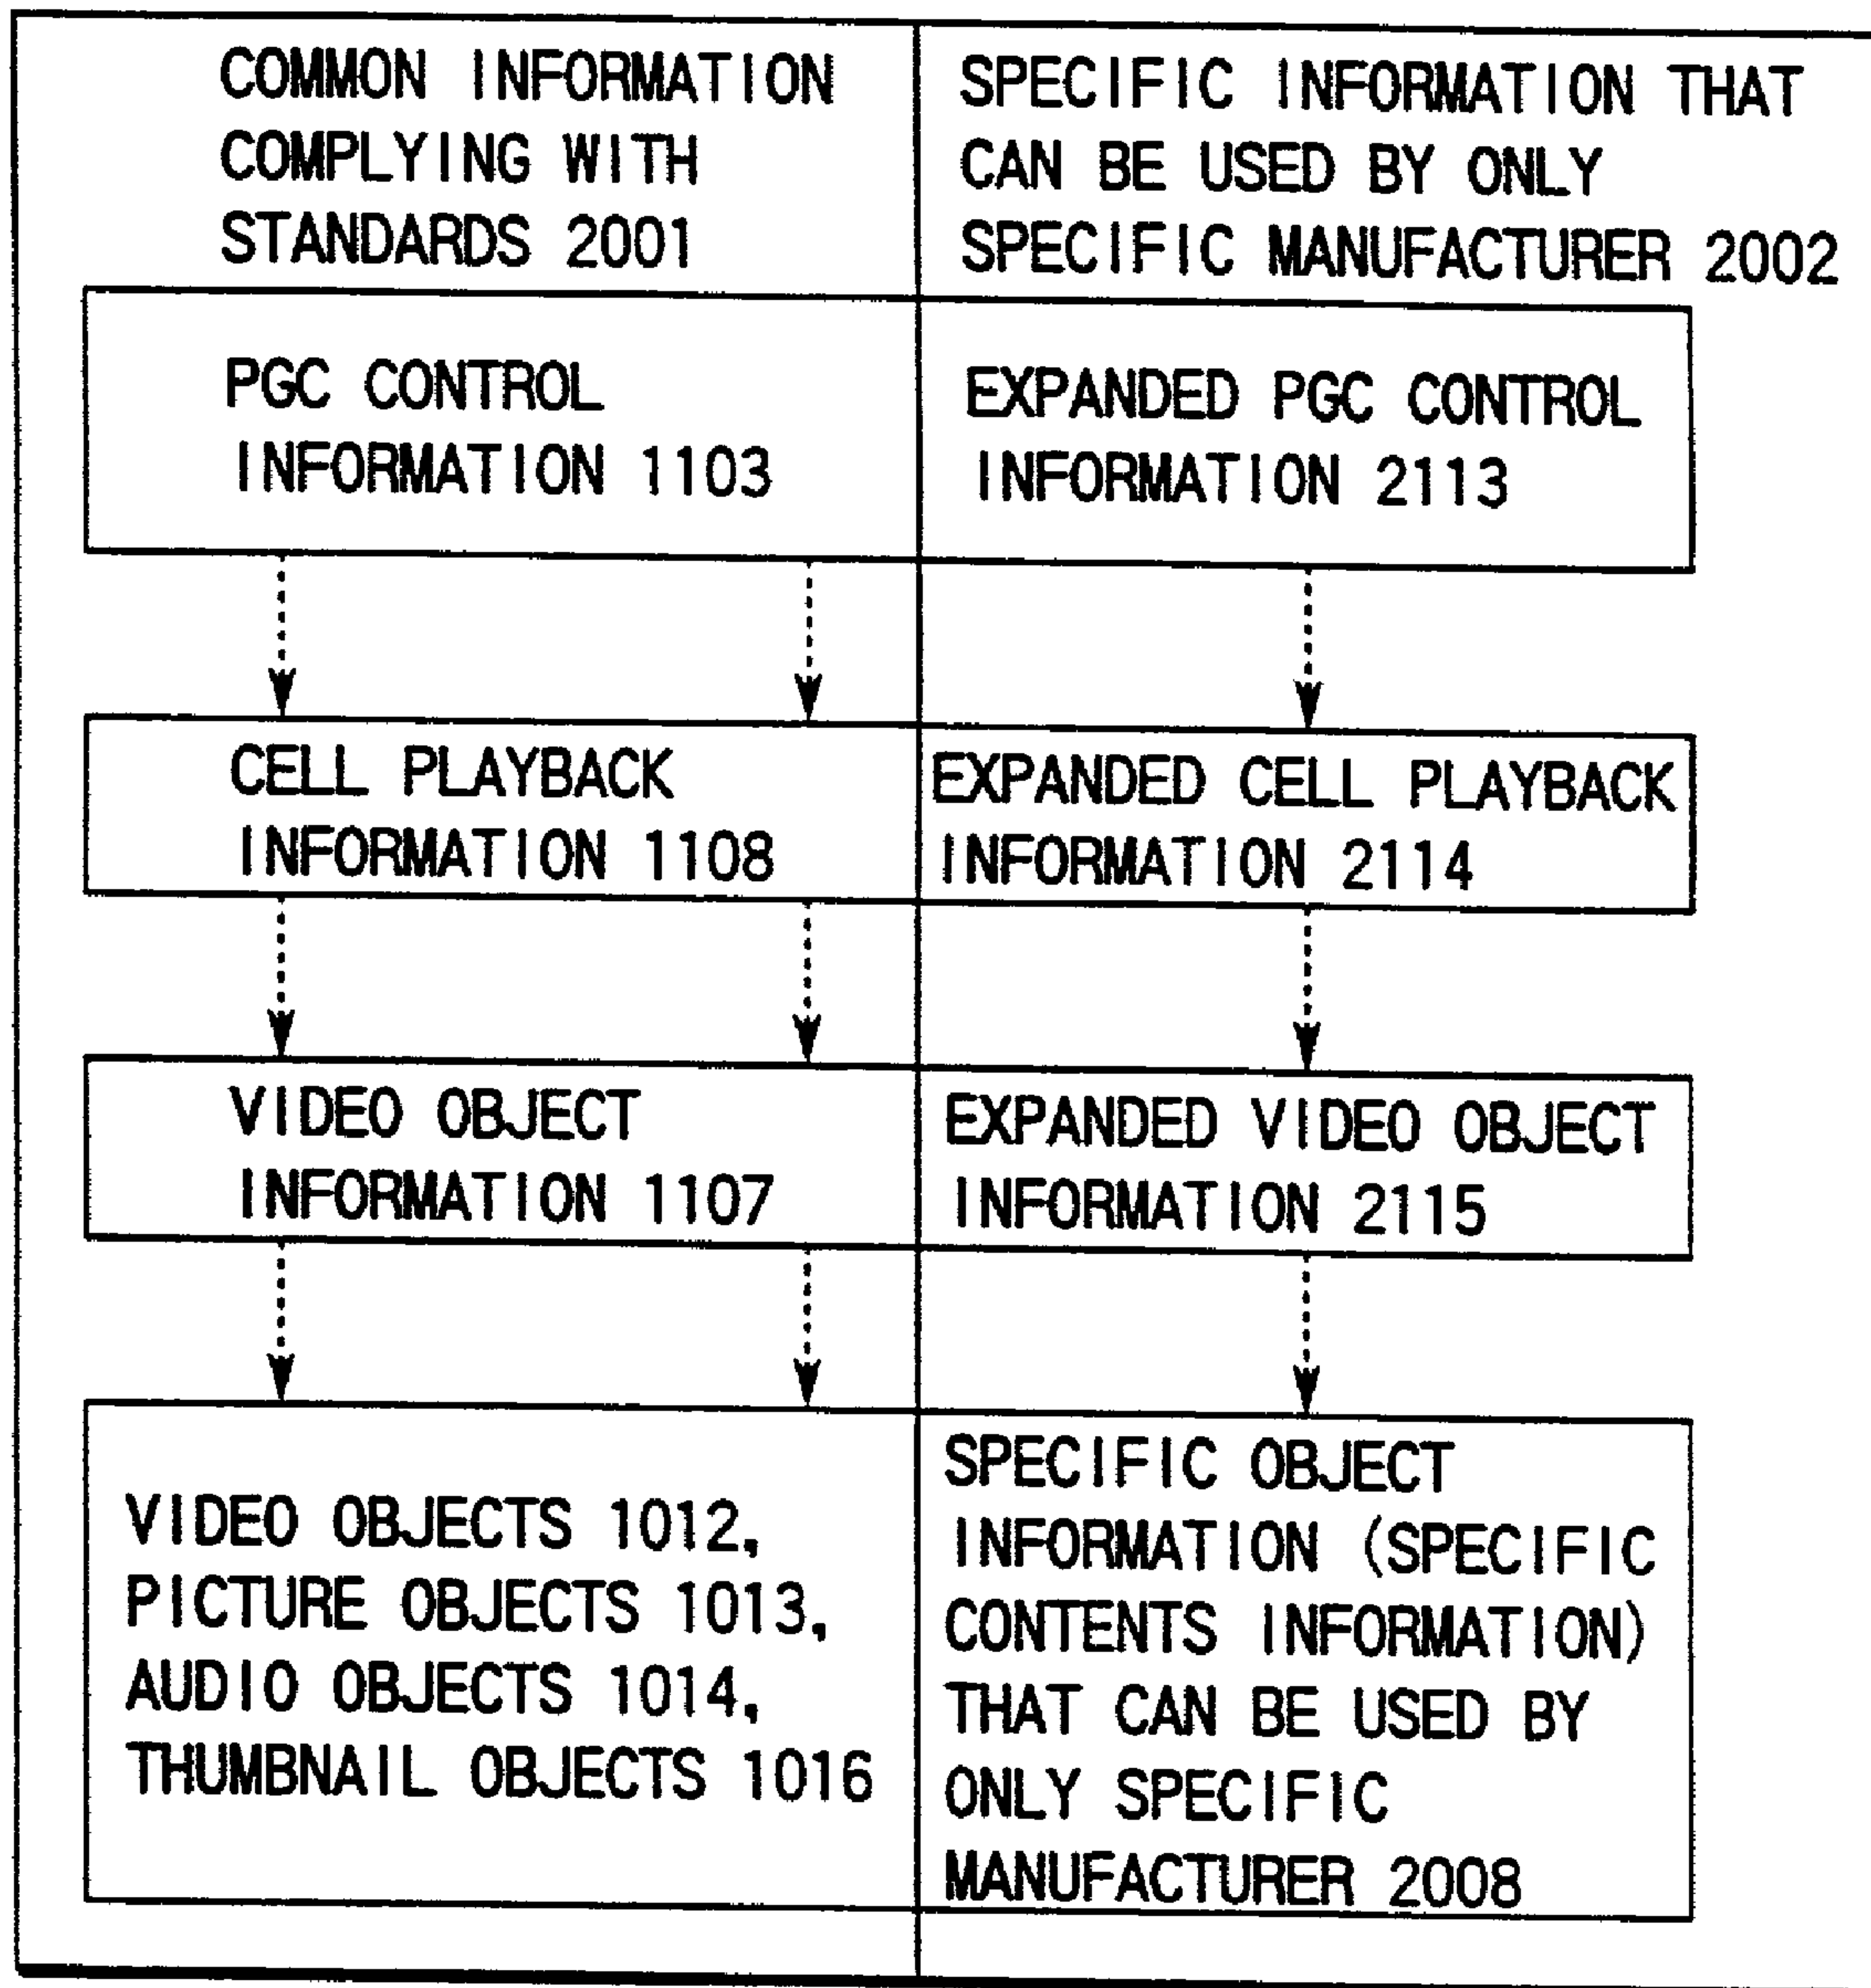 COMMON INFORMATION
COMPLYING WITH
STANDARDS 2001
SPECIFIC INFORMATION THAT
CAN BE USED BY ONLY
SPECIFIC MANUFACTURER 2002
PGC CONTROL
INFORMATION 1103
EXPANDED PGC CONTROL
INFORMATION 2113
CELL PLAYBACK
INFORMATION 1108
EXPANDED CELL PLAYBACK
INFORMATION 2114
VIDEO OBJECT
INFORMATION 1107
EXPANDED VIDEO OBJECT
INFORMATION 2115
VIDEO OBJECTS 1012,
PICTURE OBJECTS 1013,
AUDIO OBJECTS 1014,
THUMBNAIL OBJECTS 1016
SPECIFIC OBJECT
INFORMATION (SPECIFIC
CONTENTS INFORMATION)
THAT CAN BE USED BY
ONLY SPECIFIC
MANUFACTURER 2008